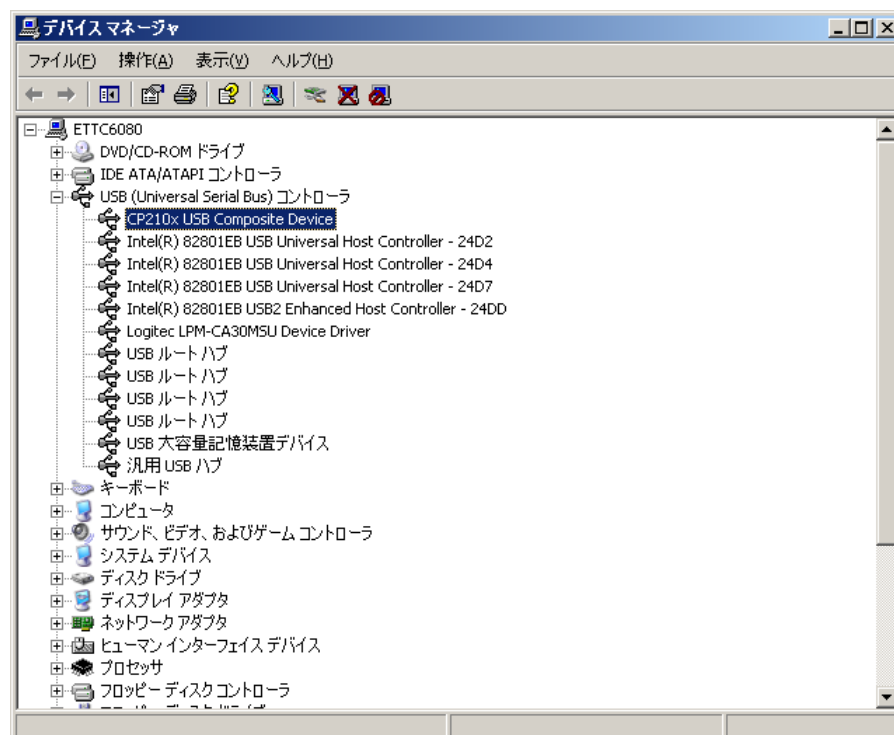 デバイス マネージャ
ファイル(F) 操作(A) 表示(V) ヘルプ(H)
ETTC6080
DVD/CD-ROM ドライブ
IDE ATA/ATAPI コントローラ
USB (Universal Serial Bus) コントローラ
CP210x USB Composite Device
Intel(R) 82801EB USB Universal Host Controller - 24D2
Intel(R) 82801EB USB Universal Host Controller - 24D4
Intel(R) 82801EB USB Universal Host Controller - 24D7
Intel(R) 82801EB USB2 Enhanced Host Controller - 24DD
Logitec LPM-CA30MSU Device Driver
USB ルート ハブ
USB ルート ハブ
USB ルート ハブ
USB ルート ハブ
USB 大容量記憶装置デバイス
汎用 USB ハブ
キーボード
コンピュータ
サウンド、ビデオ、およびゲーム コントローラ
システム デバイス
ディスク ドライブ
ディスプレイ アダプタ
ネットワーク アダプタ
ヒューマン インターフェイス デバイス
プロセッサ
フロッピー ディスク コントローラ